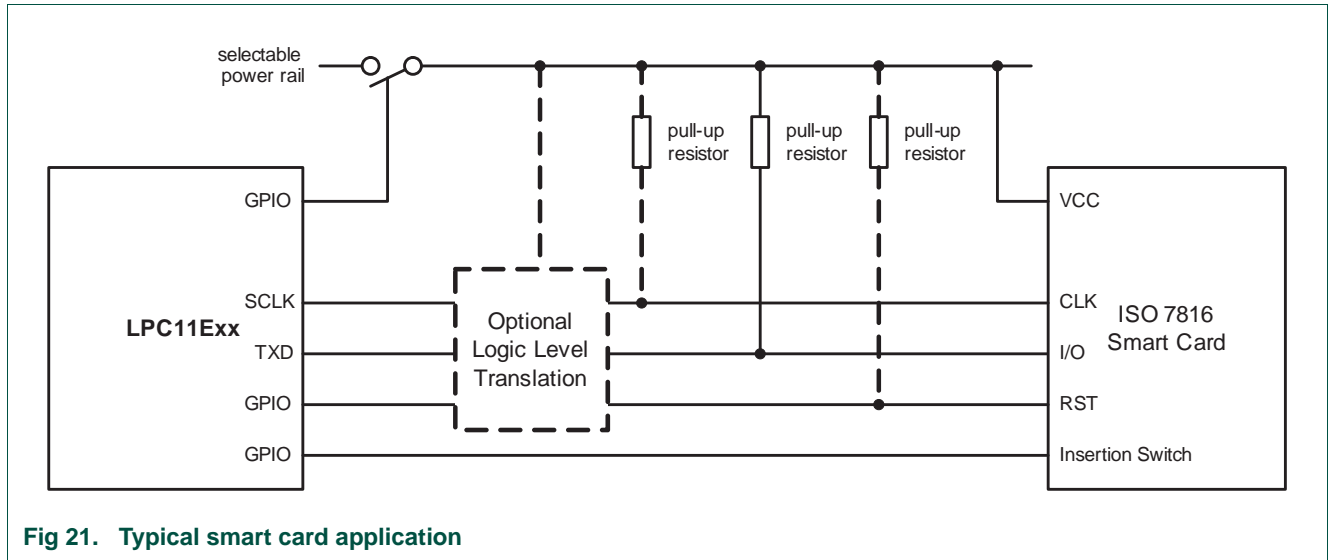 selectable
power rail
pull-up
resistor
pull-up
resistor
pull-up
resistor
GPIO
VCC
SCLK
CLK
LPC11Exx
Optional
Logic Level
Translation
ISO 7816
Smart Card
TXD
I/O
GPIO
RST
GPIO
Insertion Switch
Fig 21. Typical smart card application